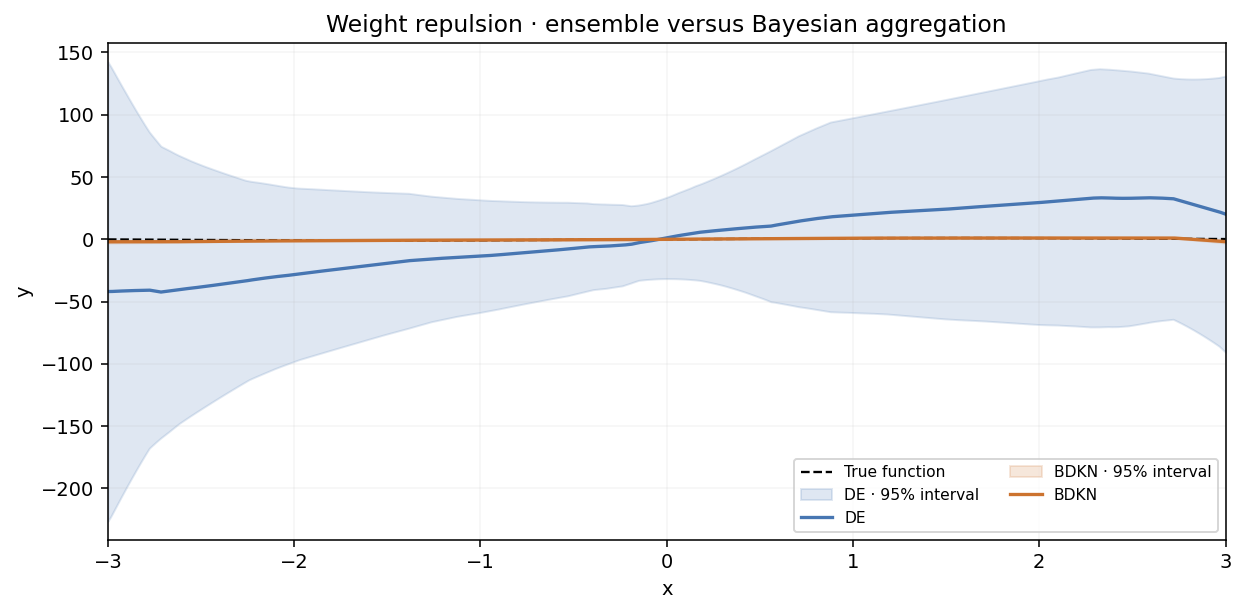 Weight repulsion · ensemble versus Bayesian aggregation
150
100
50
0
−50
−100
−150
−200
y
−3
−2
−1
0
1
2
3
x
True function
DE · 95% interval
DE
BDKN · 95% interval
BDKN